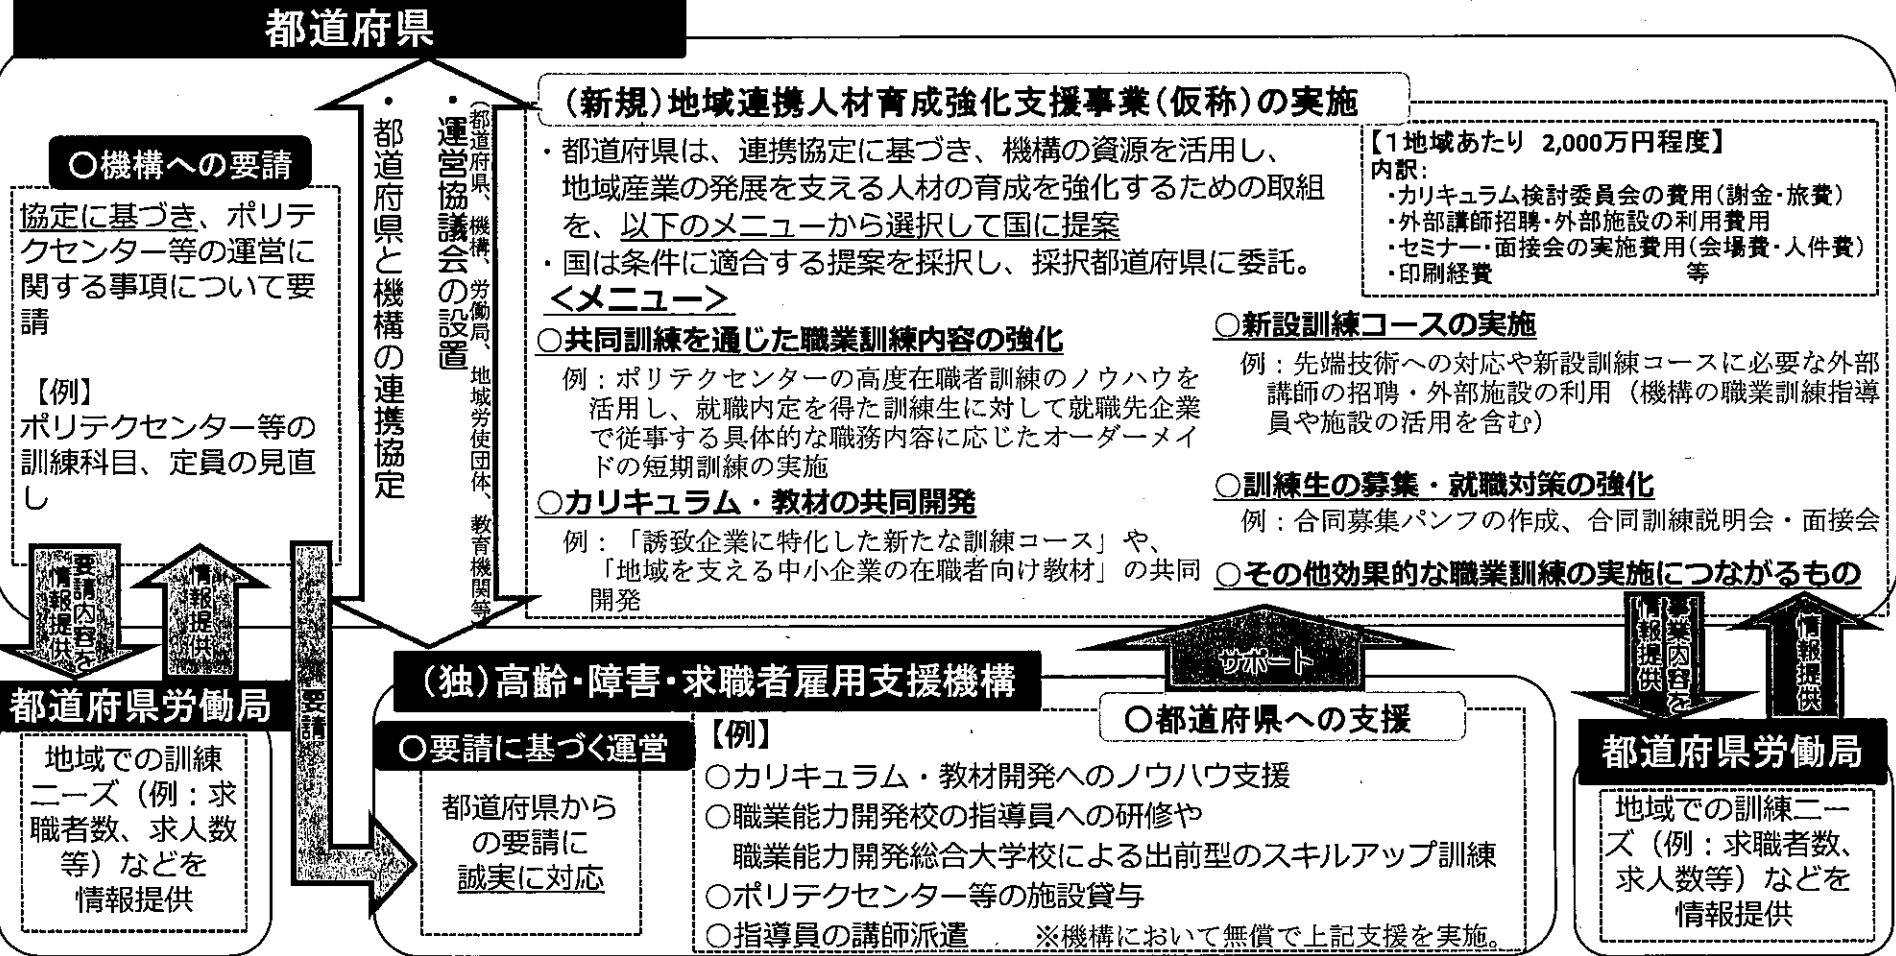 都道府県
○機構への要請
協定に基づき、ポリテ
クセンター等の運営に
関する事項について要
請
【例】
ポリテクセンター等の
訓練科目、定員の見直
し
・都道府県と機構の連携協定
・運営協議会の設置
(都道府県、機構、労働局、地域労使団体、教育機関等)
(新規)地域連携人材育成強化支援事業(仮称)の実施
・都道府県は、連携協定に基づき、機構の資源を活用し、
地域産業の発展を支える人材の育成を強化するための取組
を、以下のメニューから選択して国に提案
・国は条件に適合する提案を採択し、採択都道府県に委託。
【1地域あたり 2,000万円程度】
内訳:
・カリキュラム検討委員会の費用(謝金・旅費)
・外部講師招聘・外部施設の利用費用
・セミナー・面接会の実施費用(会場費・人件費)
・印刷経費 等
<メニュー>
○共同訓練を通じた職業訓練内容の強化
例:ポリテクセンターの高度在職者訓練のノウハウを
活用し、就職内定を得た訓練生に対して就職先企業
で従事する具体的な職務内容に応じたオーダーメイ
ドの短期訓練の実施
○カリキュラム・教材の共同開発
例:「誘致企業に特化した新たな訓練コース」や、
「地域を支える中小企業の在職者向け教材」の共同
開発
○新設訓練コースの実施
例:先端技術への対応や新設訓練コースに必要な外部
講師の招聘・外部施設の利用(機構の職業訓練指導
員や施設の活用を含む)
○訓練生の募集・就職対策の強化
例:合同募集パンフの作成、合同訓練説明会・面接会
○その他効果的な職業訓練の実施につながるもの
要請内容を
情報提供
情報提供
要請
サポート
事業内容を
情報提供
情報提供
都道府県労働局
地域での訓練
ニーズ(例:求
職者数、求人数
等)などを
情報提供
(独)高齢・障害・求職者雇用支援機構
○要請に基づく運営
都道府県から
の要請に
誠実に対応
○都道府県への支援
【例】
○カリキュラム・教材開発へのノウハウ支援
○職業能力開発校の指導員への研修や
職業能力開発総合大学校による出前型のスキルアップ訓練
○ポリテクセンター等の施設貸与
○指導員の講師派遣 ※機構において無償で上記支援を実施。
都道府県労働局
地域での訓練ニー
ズ(例:求職者数、
求人数等)などを
情報提供